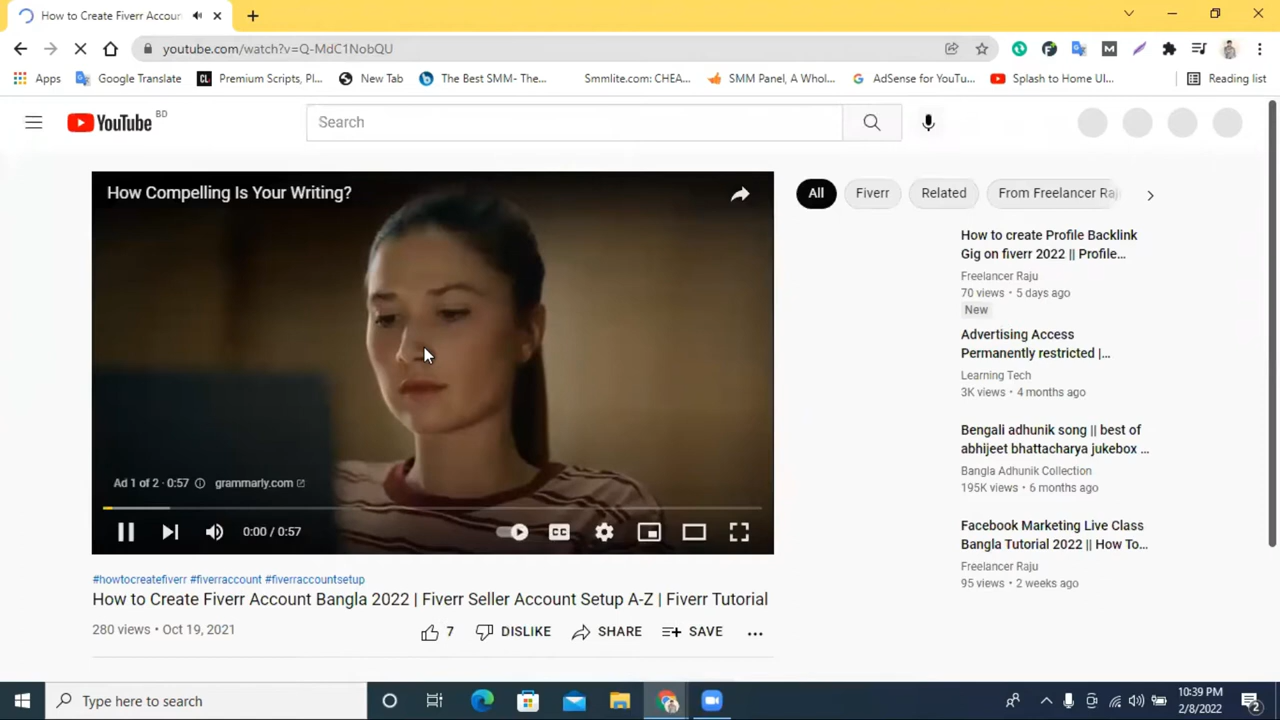 How to Create Fiverr Accoun
youtube.com/watch?v=Q-MdC1NobQU
Apps
Google Translate
Premium Scripts, Pl...
New Tab
The Best SMM- The...
Smmlite.com: CHEA...
SMM Panel, A Whol...
AdSense for YouTu...
Splash to Home UI...
Reading list
YouTube BD
Search
How Compelling Is Your Writing?
Ad 1 of 2 · 0:57 grammarly.com
0:00 / 0:57
CC
All
Fiverr
Related
From Freelancer Raj
How to create Profile Backlink
Gig on fiverr 2022 || Profile...
Freelancer Raju
70 views • 5 days ago
New
Advertising Access
Permanently restricted |...
Learning Tech
3K views • 4 months ago
Bengali adhunik song || best of
abhijeet bhattacharya jukebox ...
Bangla Adhunik Collection
195K views • 6 months ago
Facebook Marketing Live Class
Bangla Tutorial 2022 || How To...
Freelancer Raju
95 views • 2 weeks ago
#howtocreatefiverr #fiverraccount #fiverraccountsetup
How to Create Fiverr Account Bangla 2022 | Fiverr Seller Account Setup A-Z | Fiverr Tutorial
280 views • Oct 19, 2021
7
DISLIKE
SHARE
SAVE
Type here to search
10:39 PM
2/8/2022
2